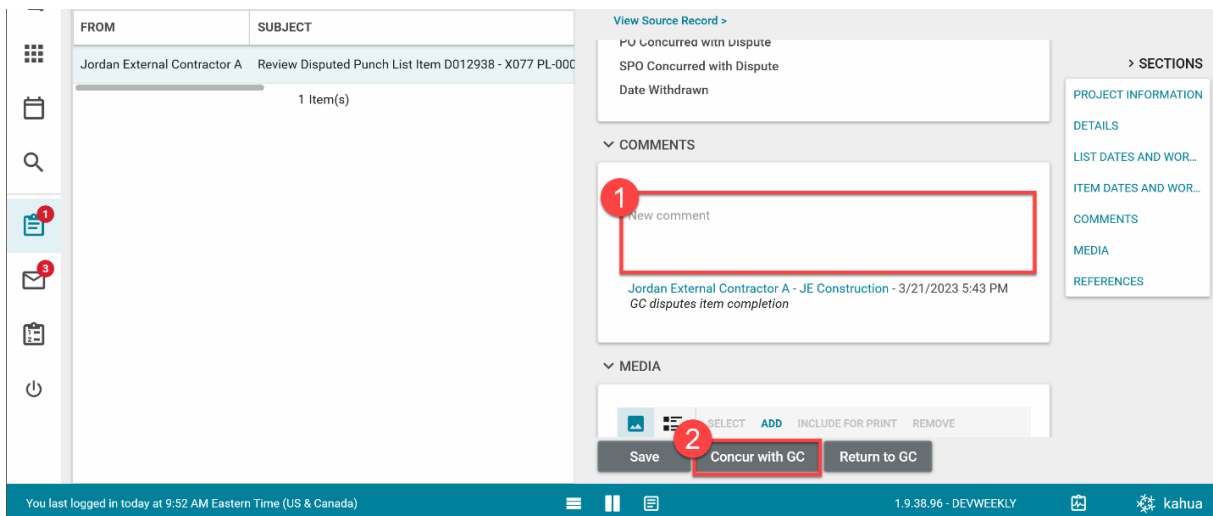 FROM SUBJECT
Jordan External Contractor A Review Disputed Punch List Item D012938 - X077 PL-000
1 Item(s)
1
3
View Source Record >
PO Concurred with Dispute
SPO Concurred with Dispute
Date Withdrawn
COMMENTS
1
New comment
Jordan External Contractor A - JE Construction - 3/21/2023 5:43 PM
GC disputes item completion
MEDIA
SELECT ADD INCLUDE FOR PRINT REMOVE
2
Save Concur with GC Return to GC
> SECTIONS
PROJECT INFORMATION
DETAILS
LIST DATES AND WOR...
ITEM DATES AND WOR...
COMMENTS
MEDIA
REFERENCES
You last logged in today at 9:52 AM Eastern Time (US & Canada) 1.9.38.96 - DEVWEEKLY kahua